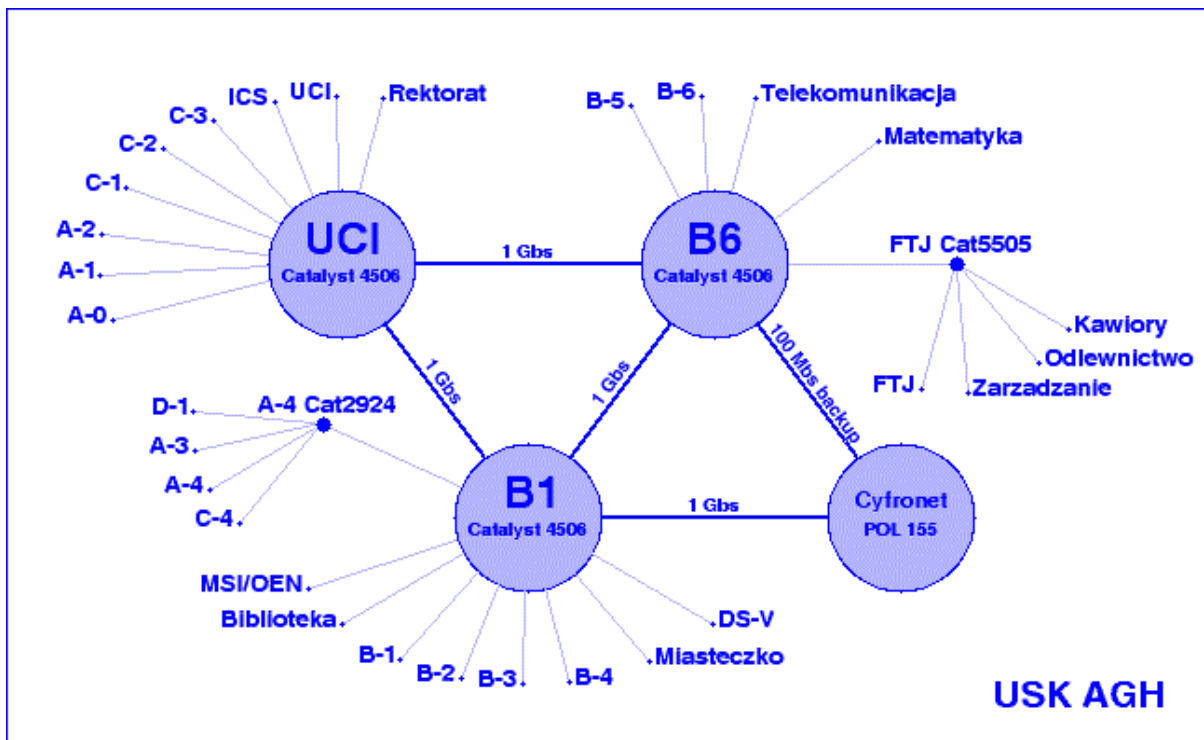 UCI
Rektorat
ICS
C-3
C-2
C-1
A-2
A-1
A-0
UCI
Catalyst 4506
1 Gbs
B-5
B-6
Telekomunikacja
Matematyka
B6
Catalyst 4506
FTJ Cat5505
Kawiory
Odlewnictwo
Zarzadzanie
FTJ
1 Gbs
1 Gbs
100 Mbs backup
A-4 Cat2924
D-1
A-3
A-4
C-4
B1
Catalyst 4506
1 Gbs
Cyfronet
POL 155
MSI/OEN
Biblioteka
B-1
B-2
B-3
B-4
Miasteczko
DS-V
USK AGH